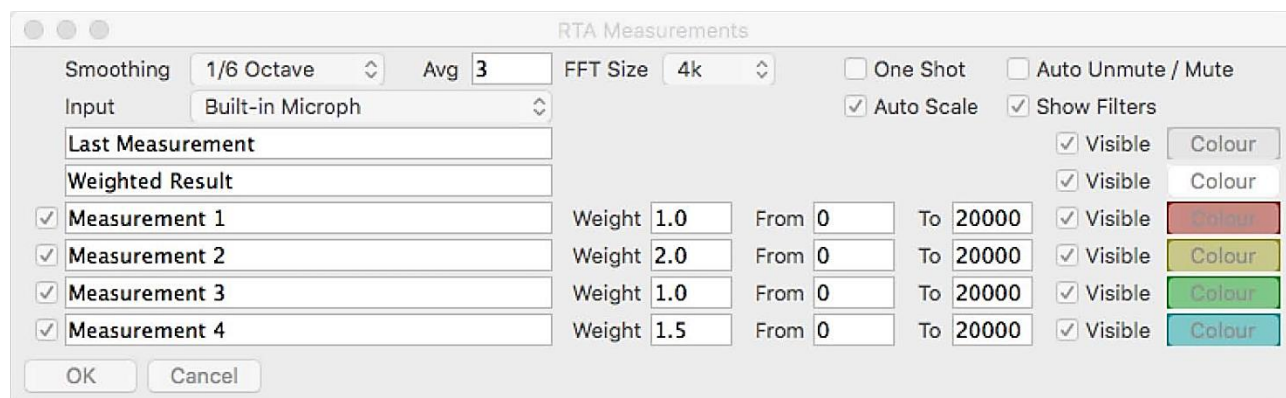 RTA Measurements
Smoothing 1/6 Octave Avg 3 FFT Size 4k One Shot Auto Unmute / Mute
Input Built-in Microph Auto Scale Show Filters
Last Measurement Visible Colour
Weighted Result Visible Colour
Measurement 1 Weight 1.0 From 0 To 20000 Visible Colour
Measurement 2 Weight 2.0 From 0 To 20000 Visible Colour
Measurement 3 Weight 1.0 From 0 To 20000 Visible Colour
Measurement 4 Weight 1.5 From 0 To 20000 Visible Colour
OK Cancel